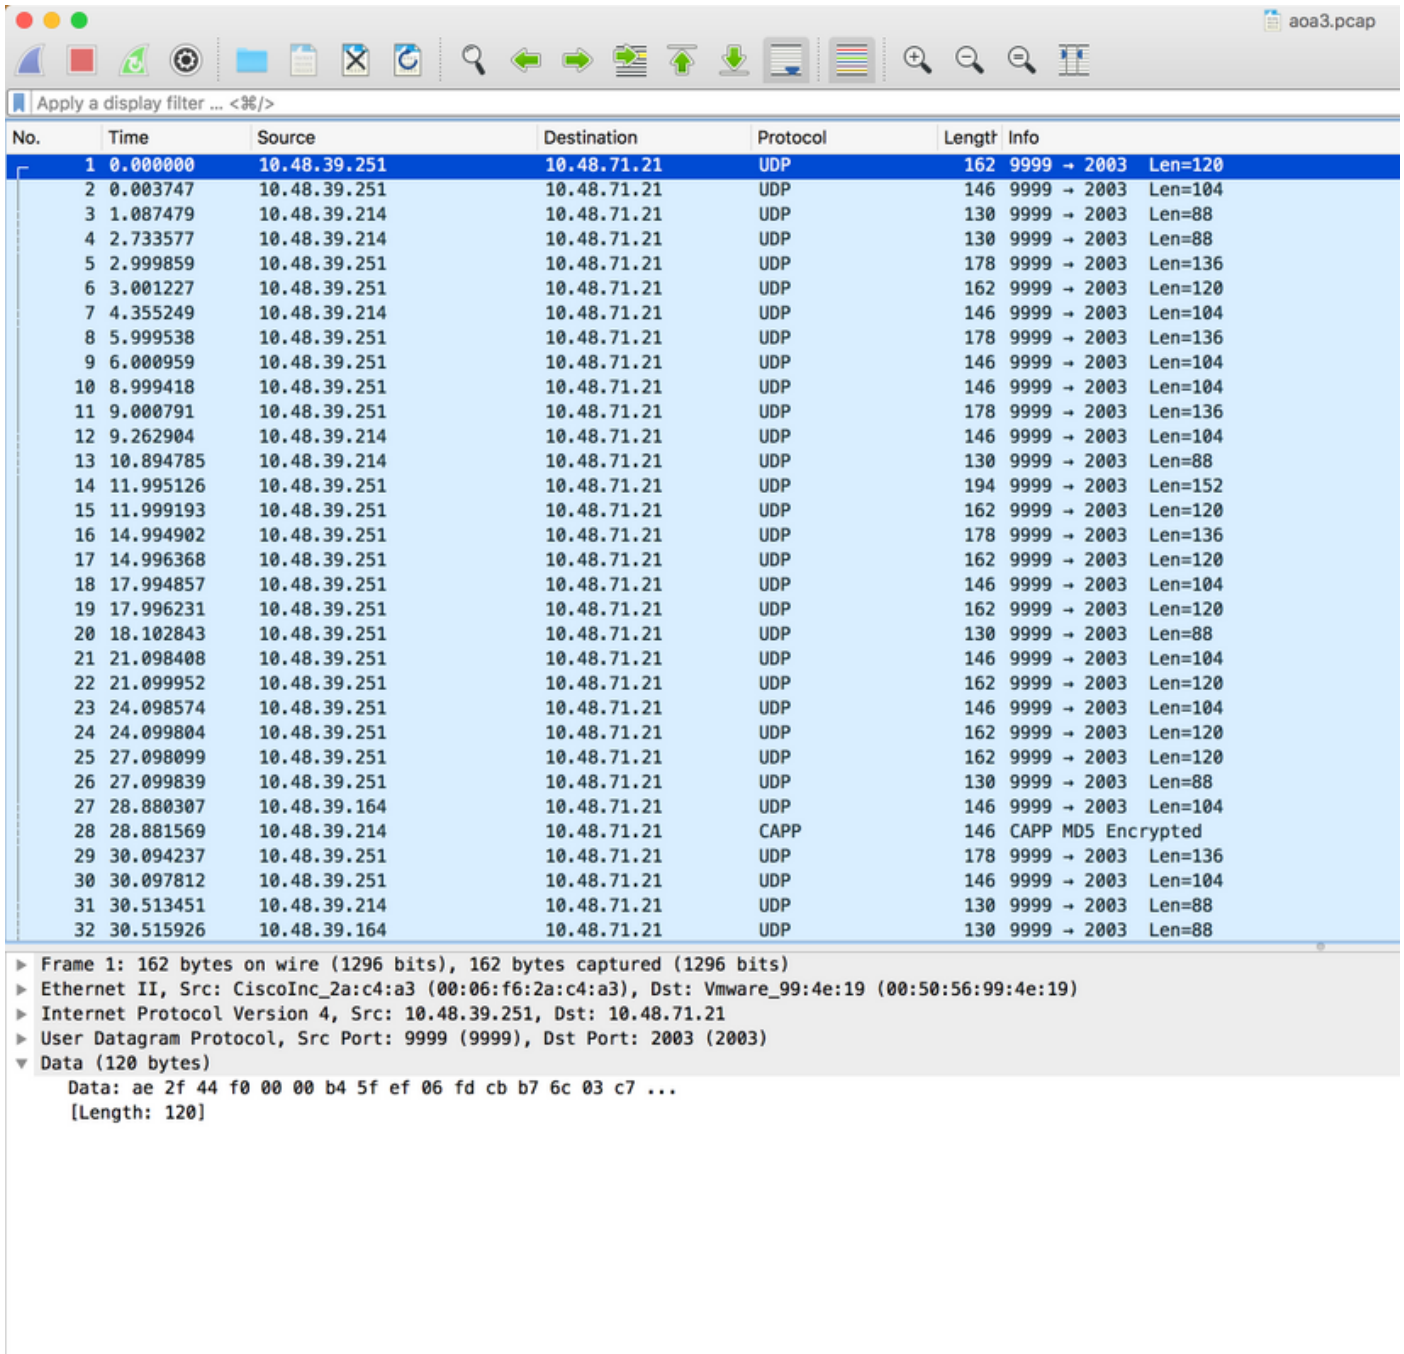 aoa3.pcap
Apply a display filter ... <⌘/>
No. Time Source Destination Protocol Length Info
1 0.000000 10.48.39.251 10.48.71.21 UDP 162 9999 → 2003 Len=120
2 0.003747 10.48.39.251 10.48.71.21 UDP 146 9999 → 2003 Len=104
3 1.087479 10.48.39.214 10.48.71.21 UDP 130 9999 → 2003 Len=88
4 2.733577 10.48.39.214 10.48.71.21 UDP 130 9999 → 2003 Len=88
5 2.999859 10.48.39.251 10.48.71.21 UDP 178 9999 → 2003 Len=136
6 3.001227 10.48.39.251 10.48.71.21 UDP 162 9999 → 2003 Len=120
7 4.355249 10.48.39.214 10.48.71.21 UDP 146 9999 → 2003 Len=104
8 5.999538 10.48.39.251 10.48.71.21 UDP 178 9999 → 2003 Len=136
9 6.000959 10.48.39.251 10.48.71.21 UDP 146 9999 → 2003 Len=104
10 8.999418 10.48.39.251 10.48.71.21 UDP 146 9999 → 2003 Len=104
11 9.000791 10.48.39.251 10.48.71.21 UDP 178 9999 → 2003 Len=136
12 9.262904 10.48.39.214 10.48.71.21 UDP 146 9999 → 2003 Len=104
13 10.894785 10.48.39.214 10.48.71.21 UDP 130 9999 → 2003 Len=88
14 11.995126 10.48.39.251 10.48.71.21 UDP 194 9999 → 2003 Len=152
15 11.999193 10.48.39.251 10.48.71.21 UDP 162 9999 → 2003 Len=120
16 14.994902 10.48.39.251 10.48.71.21 UDP 178 9999 → 2003 Len=136
17 14.996368 10.48.39.251 10.48.71.21 UDP 162 9999 → 2003 Len=120
18 17.994857 10.48.39.251 10.48.71.21 UDP 146 9999 → 2003 Len=104
19 17.996231 10.48.39.251 10.48.71.21 UDP 162 9999 → 2003 Len=120
20 18.102843 10.48.39.251 10.48.71.21 UDP 130 9999 → 2003 Len=88
21 21.098408 10.48.39.251 10.48.71.21 UDP 146 9999 → 2003 Len=104
22 21.099952 10.48.39.251 10.48.71.21 UDP 162 9999 → 2003 Len=120
23 24.098574 10.48.39.251 10.48.71.21 UDP 146 9999 → 2003 Len=104
24 24.099804 10.48.39.251 10.48.71.21 UDP 162 9999 → 2003 Len=120
25 27.098099 10.48.39.251 10.48.71.21 UDP 162 9999 → 2003 Len=120
26 27.099839 10.48.39.251 10.48.71.21 UDP 130 9999 → 2003 Len=88
27 28.880307 10.48.39.164 10.48.71.21 UDP 146 9999 → 2003 Len=104
28 28.881569 10.48.39.214 10.48.71.21 CAPP 146 CAPP MD5 Encrypted
29 30.094237 10.48.39.251 10.48.71.21 UDP 178 9999 → 2003 Len=136
30 30.097812 10.48.39.251 10.48.71.21 UDP 146 9999 → 2003 Len=104
31 30.513451 10.48.39.214 10.48.71.21 UDP 130 9999 → 2003 Len=88
32 30.515926 10.48.39.164 10.48.71.21 UDP 130 9999 → 2003 Len=88
Frame 1: 162 bytes on wire (1296 bits), 162 bytes captured (1296 bits)
Ethernet II, Src: CiscoInc_2a:c4:a3 (00:06:f6:2a:c4:a3), Dst: Vmware_99:4e:19 (00:50:56:99:4e:19)
Internet Protocol Version 4, Src: 10.48.39.251, Dst: 10.48.71.21
User Datagram Protocol, Src Port: 9999 (9999), Dst Port: 2003 (2003)
Data (120 bytes)
Data: ae 2f 44 f0 00 00 b4 5f ef 06 fd cb b7 6c 03 c7 ...
[Length: 120]